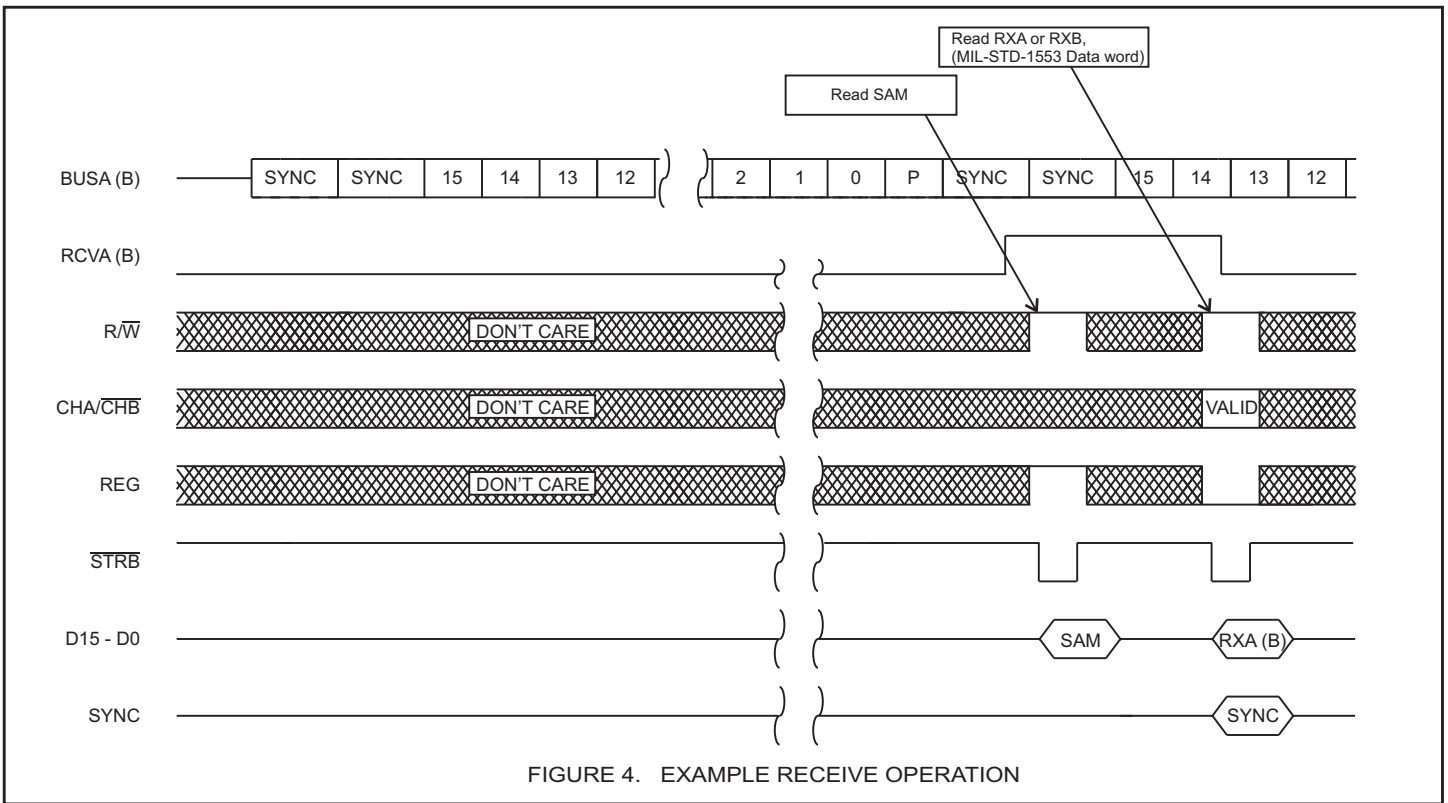 Read RXA or RXB,
(MIL-STD-1553 Data word)
Read SAM
BUSA (B) SYNC SYNC 15 14 13 12 2 1 0 P SYNC SYNC 15 14 13 12
RCVA (B)
R/W̅ DON'T CARE
CHA/C̅H̅B̅ DON'T CARE VALID
REG DON'T CARE
S̅T̅R̅B̅
D15 - D0 SAM RXA (B)
SYNC SYNC
FIGURE 4. EXAMPLE RECEIVE OPERATION